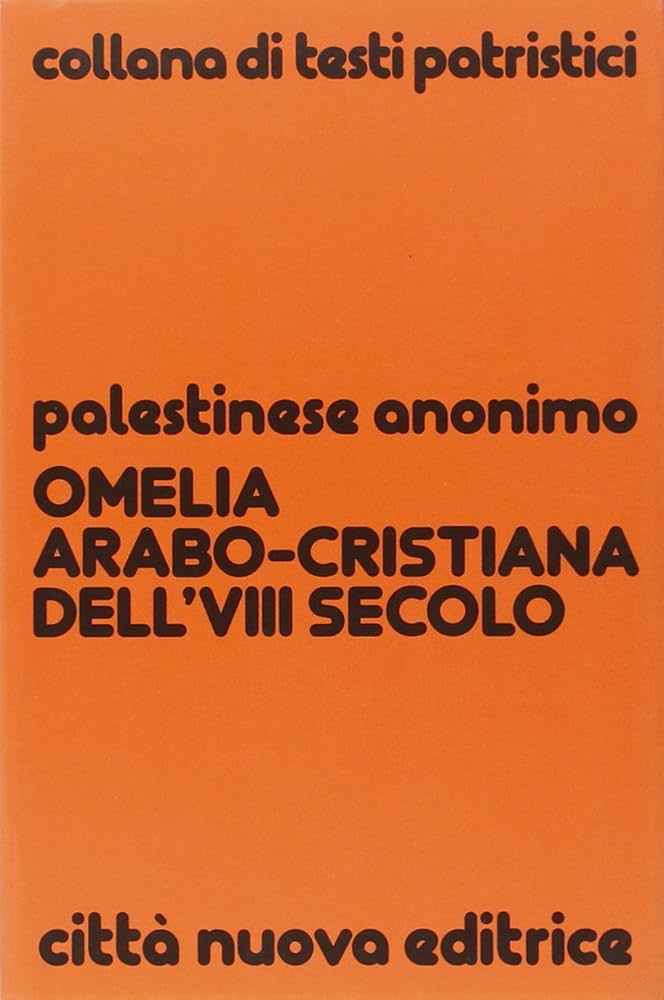 collana di testi patristici
palestinese anonimo
OMELIA
ARABO-CRISTIANA
DELL'VIII SECOLO
città nuova editrice